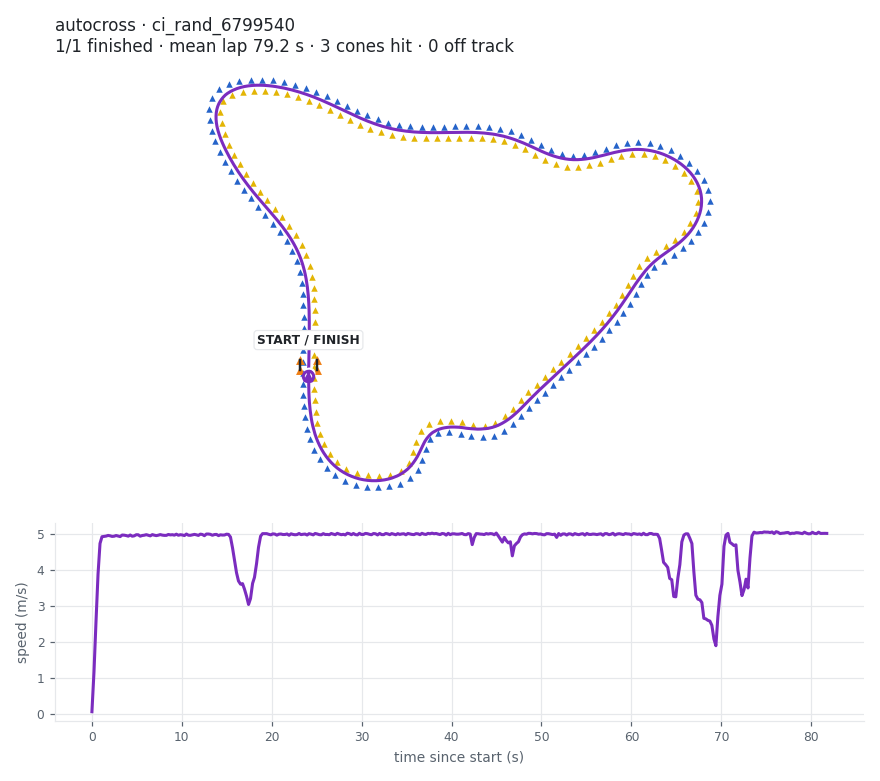 autocross · ci_rand_6799540
1/1 finished · mean lap 79.2 s · 3 cones hit · 0 off track
START / FINISH
5
4
3
2
1
0
speed (m/s)
0 10 20 30 40 50 60 70 80
time since start (s)